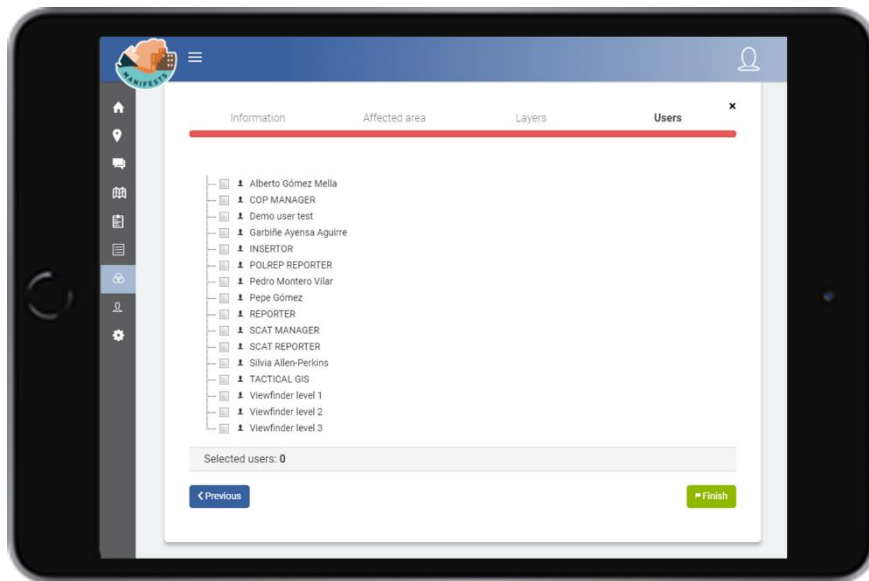 MANIFESTS
Information Affected area Layers Users
Alberto Gómez Mella
COP MANAGER
Demo user test
Garbiñe Ayensa Aguirre
INSERTOR
POLREP REPORTER
Pedro Montero Vilar
Pepe Gómez
REPORTER
SCAT MANAGER
SCAT REPORTER
Silvia Allen-Perkins
TACTICAL GIS
Viewfinder level 1
Viewfinder level 2
Viewfinder level 3
Selected users: 0
Previous Finish